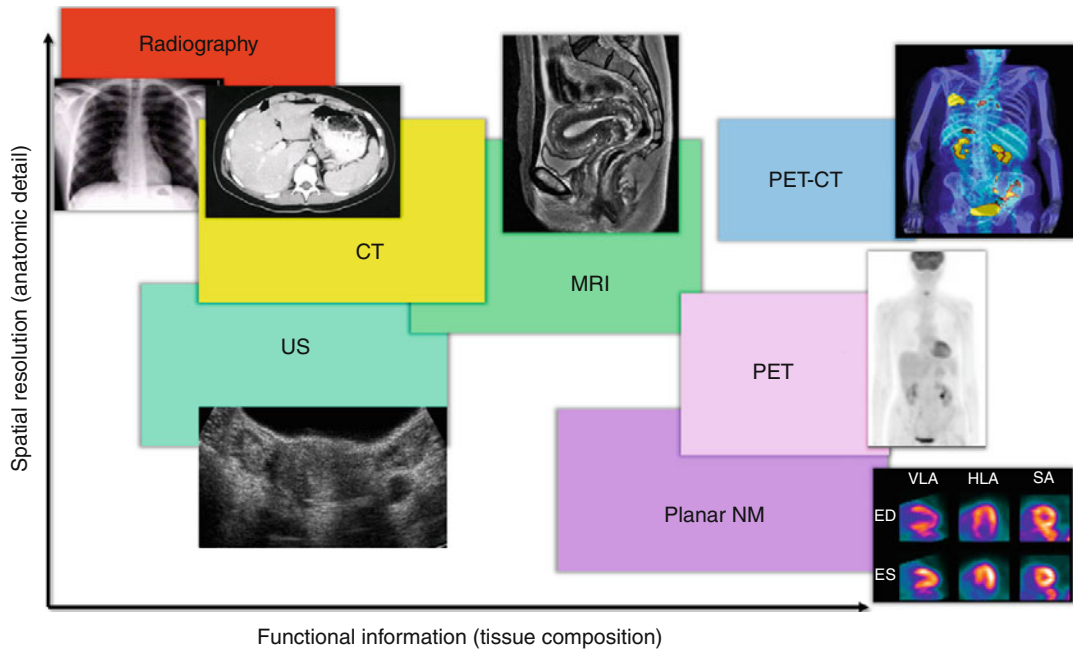 Radiography
CT
MRI
PET-CT
US
PET
Planar NM
VLA HLA SA
ED
ES
Spatial resolution (anatomic detail)
Functional information (tissue composition)